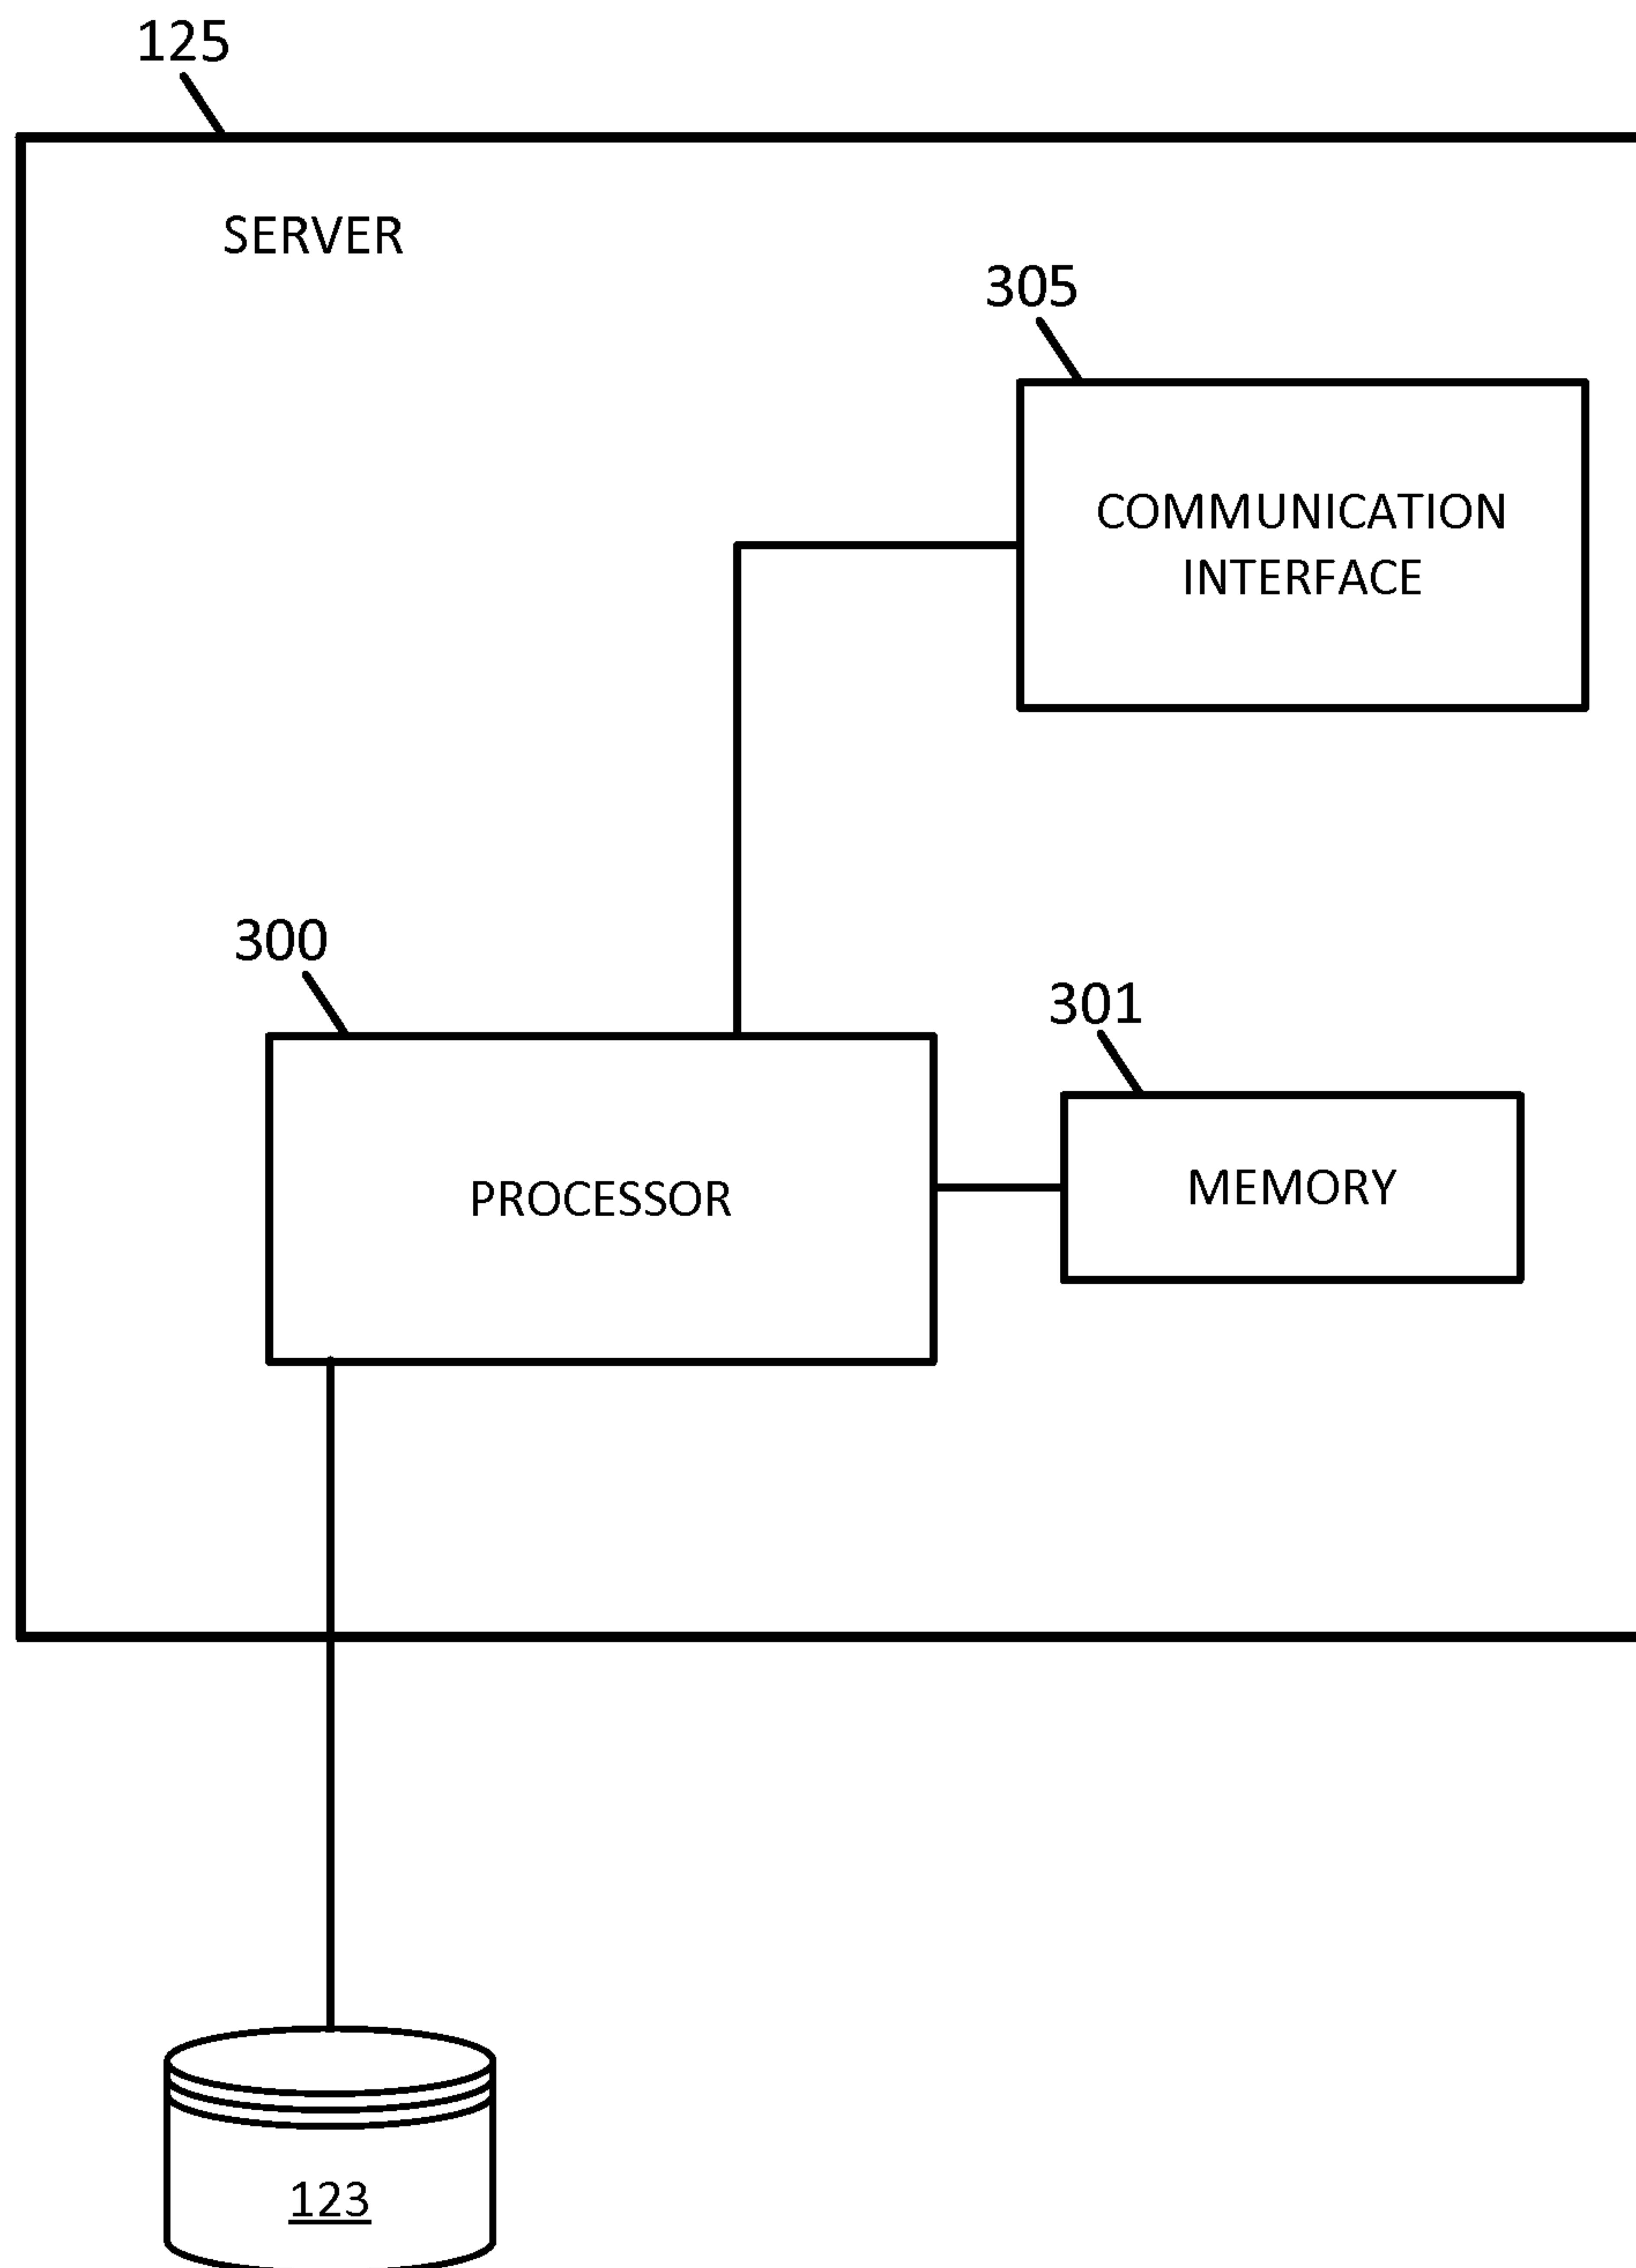 125
SERVER
305
COMMUNICATION
INTERFACE
300
301
PROCESSOR
MEMORY
123